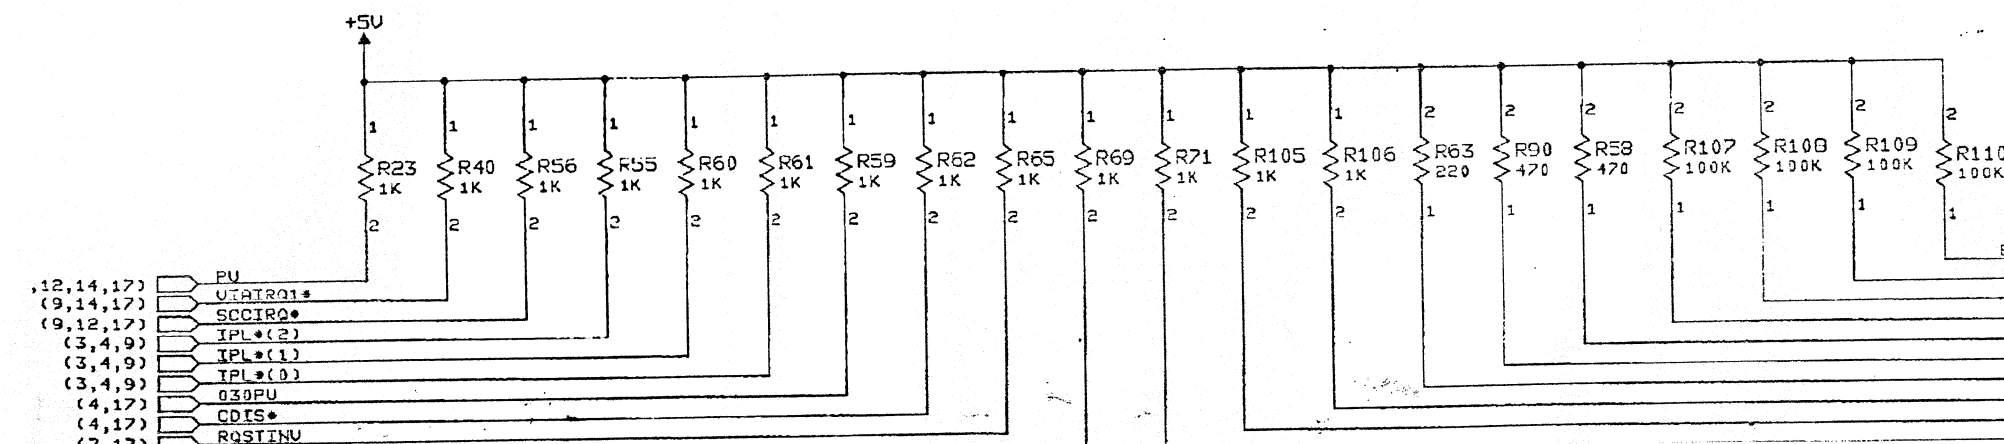 +5V
1 1 1 1 1 1 1 1 1 1 1 1 1 2 2 2 2 2 2 2
R23 R40 R56 R55 R60 R61 R59 R62 R65 R69 R71 R105 R106 R63 R90 R58 R107 R108 R109 R110
1K 1K 1K 1K 1K 1K 1K 1K 1K 1K 1K 1K 1K 220 470 470 100K 100K 100K 100K
2 2 2 2 2 2 2 2 2 2 2 2 2 1 1 1 1 1 1 1
,12,14,17) PU
(9,14,17) VIAIRQ1*
(9,12,17) SCCIRQ*
(3,4,9) IPL*(2)
(3,4,9) IPL*(1)
(3,4,9) IPL*(0)
(4,17) 030PU
(4,17) CDIS*
RQSTINV